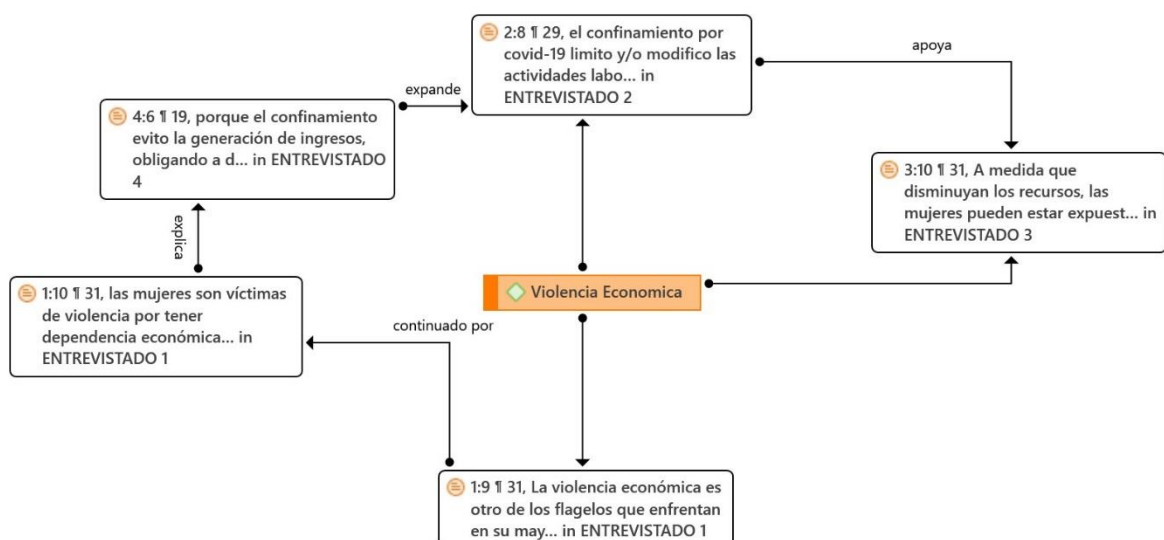 2:8 ¶ 29, el confinamiento por
covid-19 limito y/o modifico las
actividades labo... in
ENTREVISTADO 2
apoya
expande
4:6 ¶ 19, porque el confinamiento
evito la generación de ingresos,
obligando a d... in ENTREVISTADO
4
3:10 ¶ 31, A medida que
disminuyan los recursos, las
mujeres pueden estar expuest... in
ENTREVISTADO 3
explica
1:10 ¶ 31, las mujeres son víctimas
de violencia por tener
dependencia económica... in
ENTREVISTADO 1
Violencia Economica
continuado por
1:9 ¶ 31, La violencia económica es
otro de los flagelos que enfrentan
en su may... in ENTREVISTADO 1